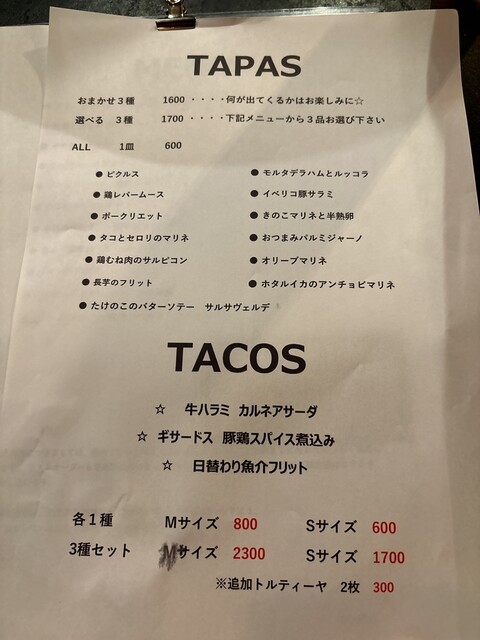 TAPAS
おまかせ３種 1600 ・・・・何が出てくるかはお楽しみに☆
選べる ３種 1700 ・・・・下記メニューから３品お選び下さい
ALL 1皿 600
● ピクルス ● モルタデラハムとルッコラ
● 鶏レバームース ● イベリコ豚サラミ
● ポークリエット ● きのこマリネと半熟卵
● タコとセロリのマリネ ● おつまみパルミジャーノ
● 鶏むね肉のサルピコン ● オリーブマリネ
● 長芋のフリット ● ホタルイカのアンチョビマリネ
● たけのこのバターソテー サルサヴェルデ
TACOS
☆ 牛ハラミ カルネアサーダ
☆ ギサードス 豚鶏スパイス煮込み
☆ 日替わり魚介フリット
各１種 Mサイズ 800 Sサイズ 600
3種セット Mサイズ 2300 Sサイズ 1700
※追加トルティーヤ 2枚 300